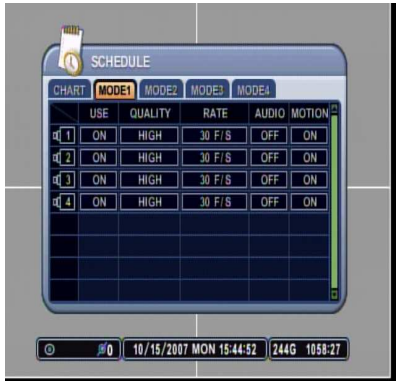 SCHEDULE
CHART MODE1 MODE2 MODE3 MODE4
USE QUALITY RATE AUDIO MOTION
1 ON HIGH 30 F/S OFF ON
2 ON HIGH 30 F/S OFF ON
3 ON HIGH 30 F/S OFF ON
4 ON HIGH 30 F/S OFF ON
0 10/15/2007 MON 15:44:52 244G 1058:27